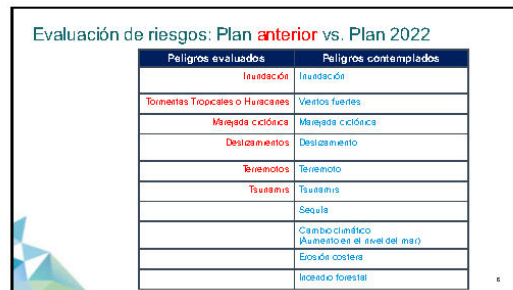 Evaluación de riesgos: Plan anterior vs. Plan 2022
Peligros evaluados Peligros contemplados
Inundación Inundación
Tormentas Tropicales o Huracanes Vientos fuertes
Marejada ciclónica Marejada ciclónica
Deslizamientos Deslizamiento
Terremotos Terremoto
Tsunamis Tsunamis
Sequía
Cambio climático
(Aumento en el nivel del mar)
Erosión costera
Incendio forestal